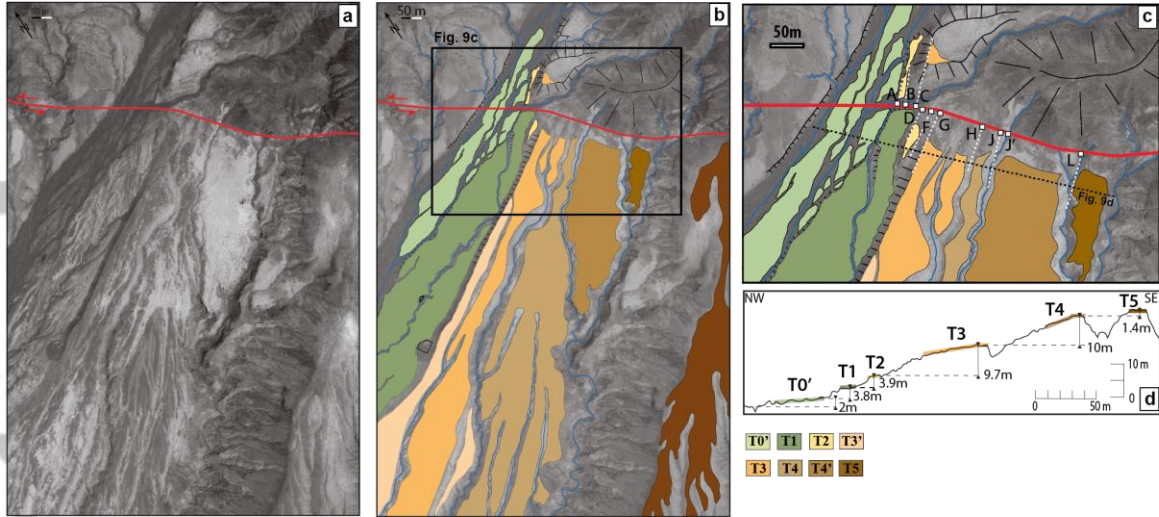 50 m
a
50 m
b
Fig. 9c
c
50m
A
B
C
D
F
G
H
J
J'
L
Fig. 9d
NW
SE
T0'
T1
T2
T3
T4
T5
2m
3.8m
3.9m
9.7m
10m
1.4m
10 m
0
0
50 m
d
T0' T1 T2 T3'
T3 T4 T4' T5